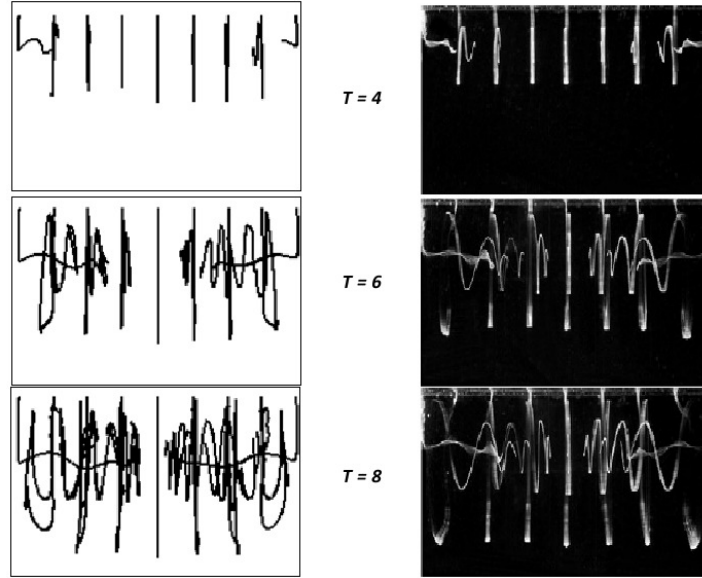 T = 4
T = 6
T = 8